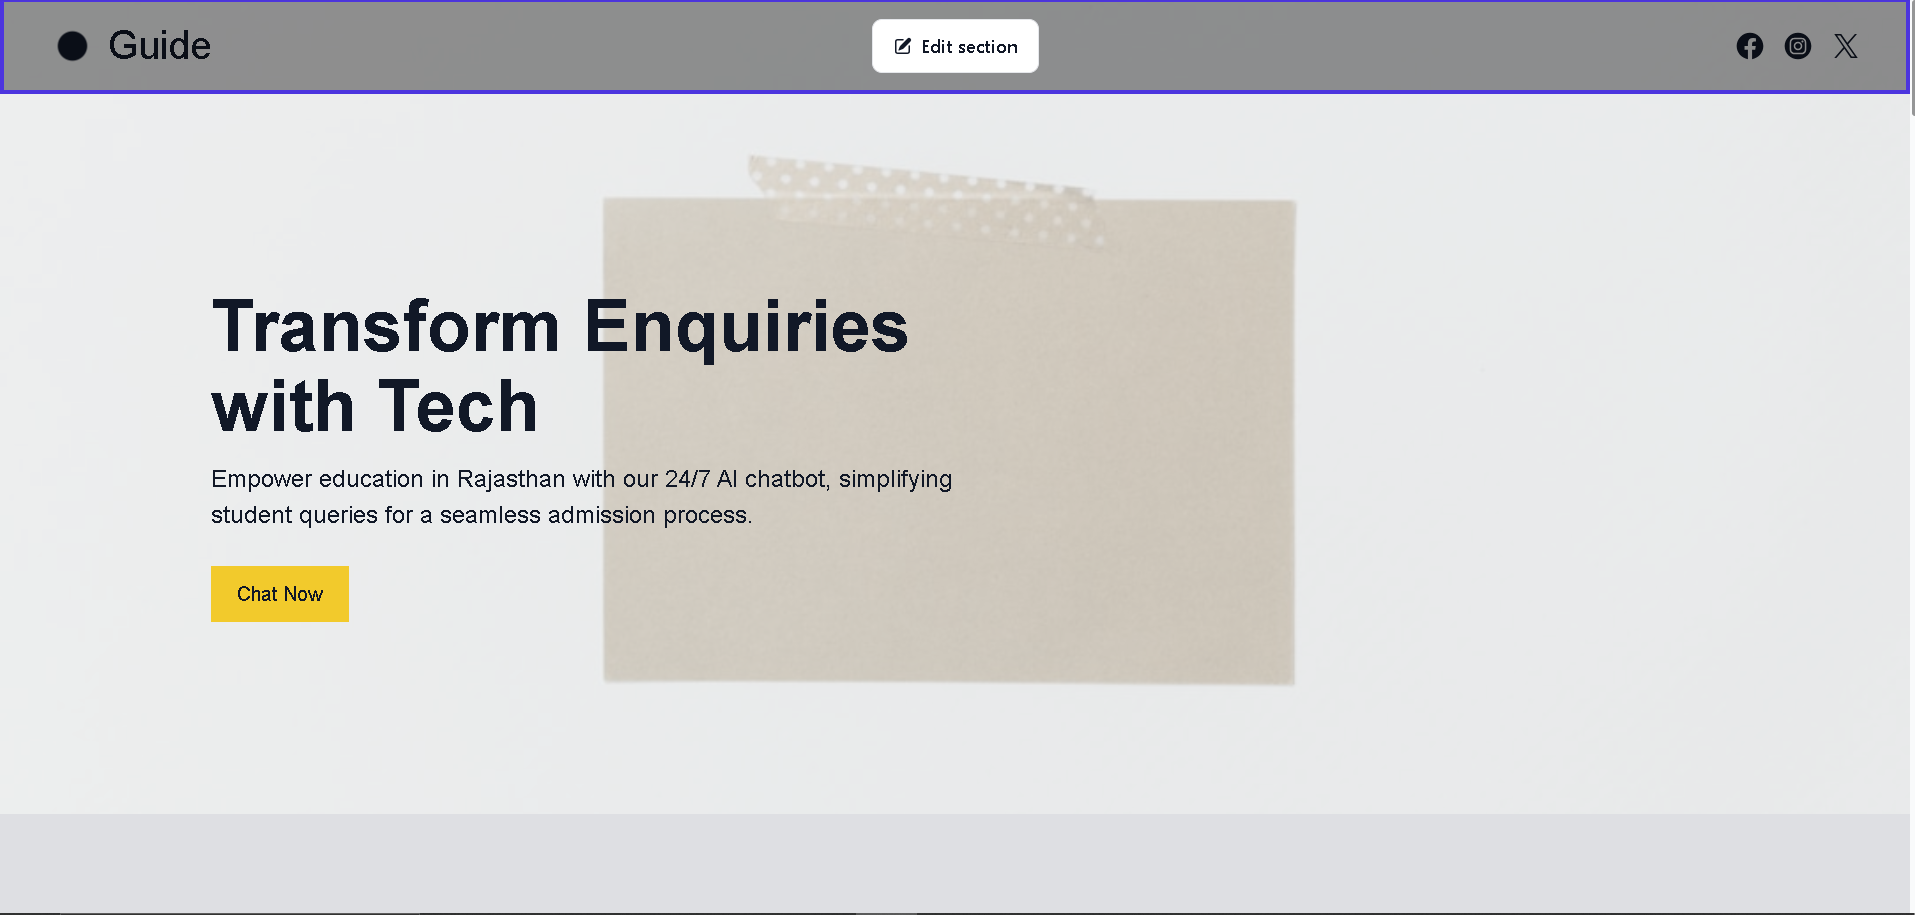 Guide
Edit section
Transform Enquiries
with Tech
Empower education in Rajasthan with our 24/7 AI chatbot, simplifying
student queries for a seamless admission process.
Chat Now